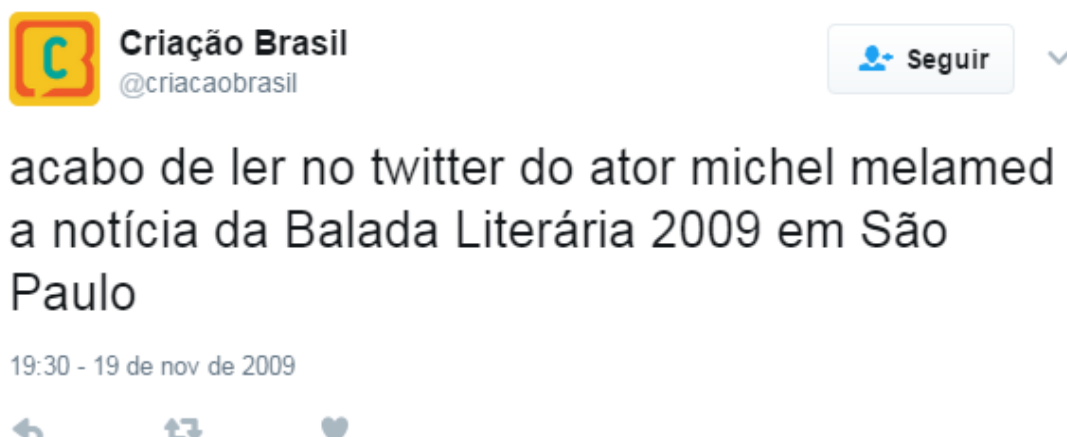 C
Criação Brasil
@criacaobrasil
Seguir
acabo de ler no twitter do ator michel melamed
a notícia da Balada Literária 2009 em São
Paulo
19:30 - 19 de nov de 2009